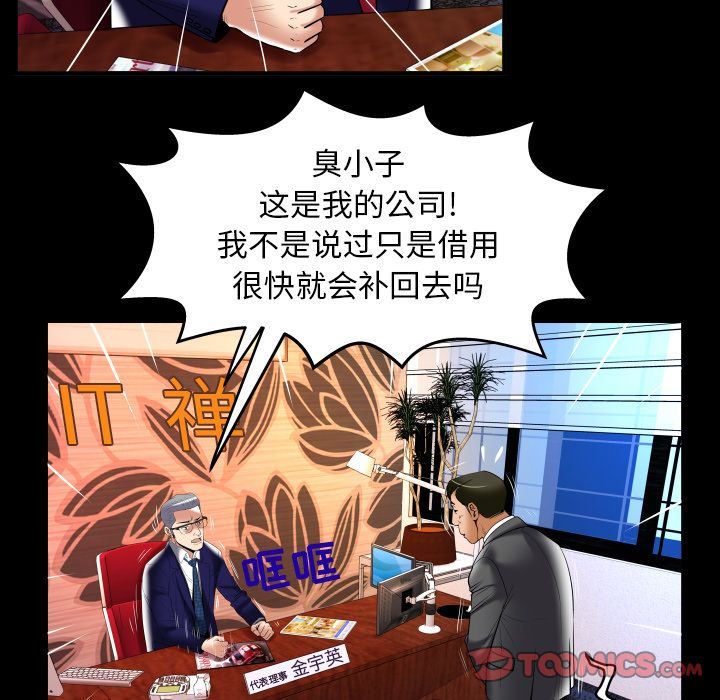 臭小子
这是我的公司!
我不是说过只是借用
很快就会补回去吗
IT 禅
哐哐
代表理事 金宇英
TOOMICS.COM